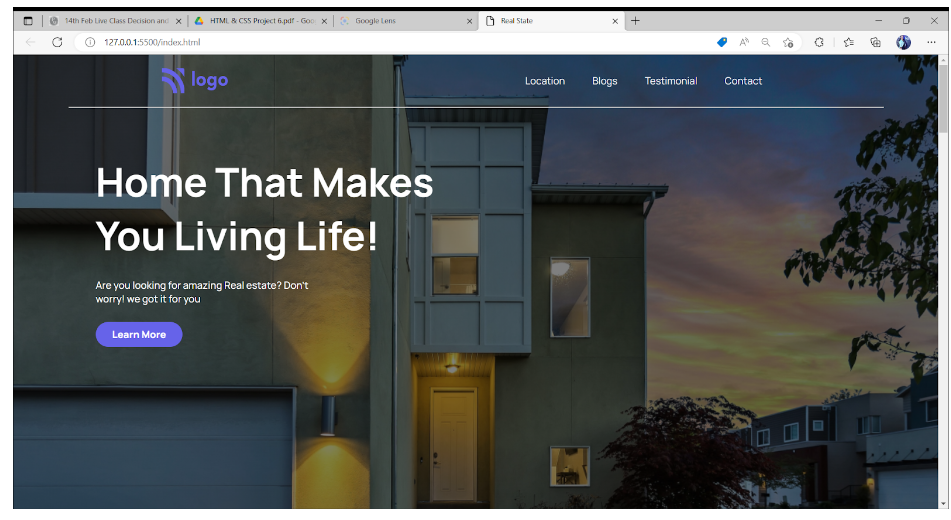 14th Feb Live Class Decision and
HTML & CSS Project 6.pdf - Goo
Google Lens
Real State
127.0.0.1:5500/index.html
logo
Location
Blogs
Testimonial
Contact
Home That Makes
You Living Life!
Are you looking for amazing Real estate? Don't
worry! we got it for you
Learn More